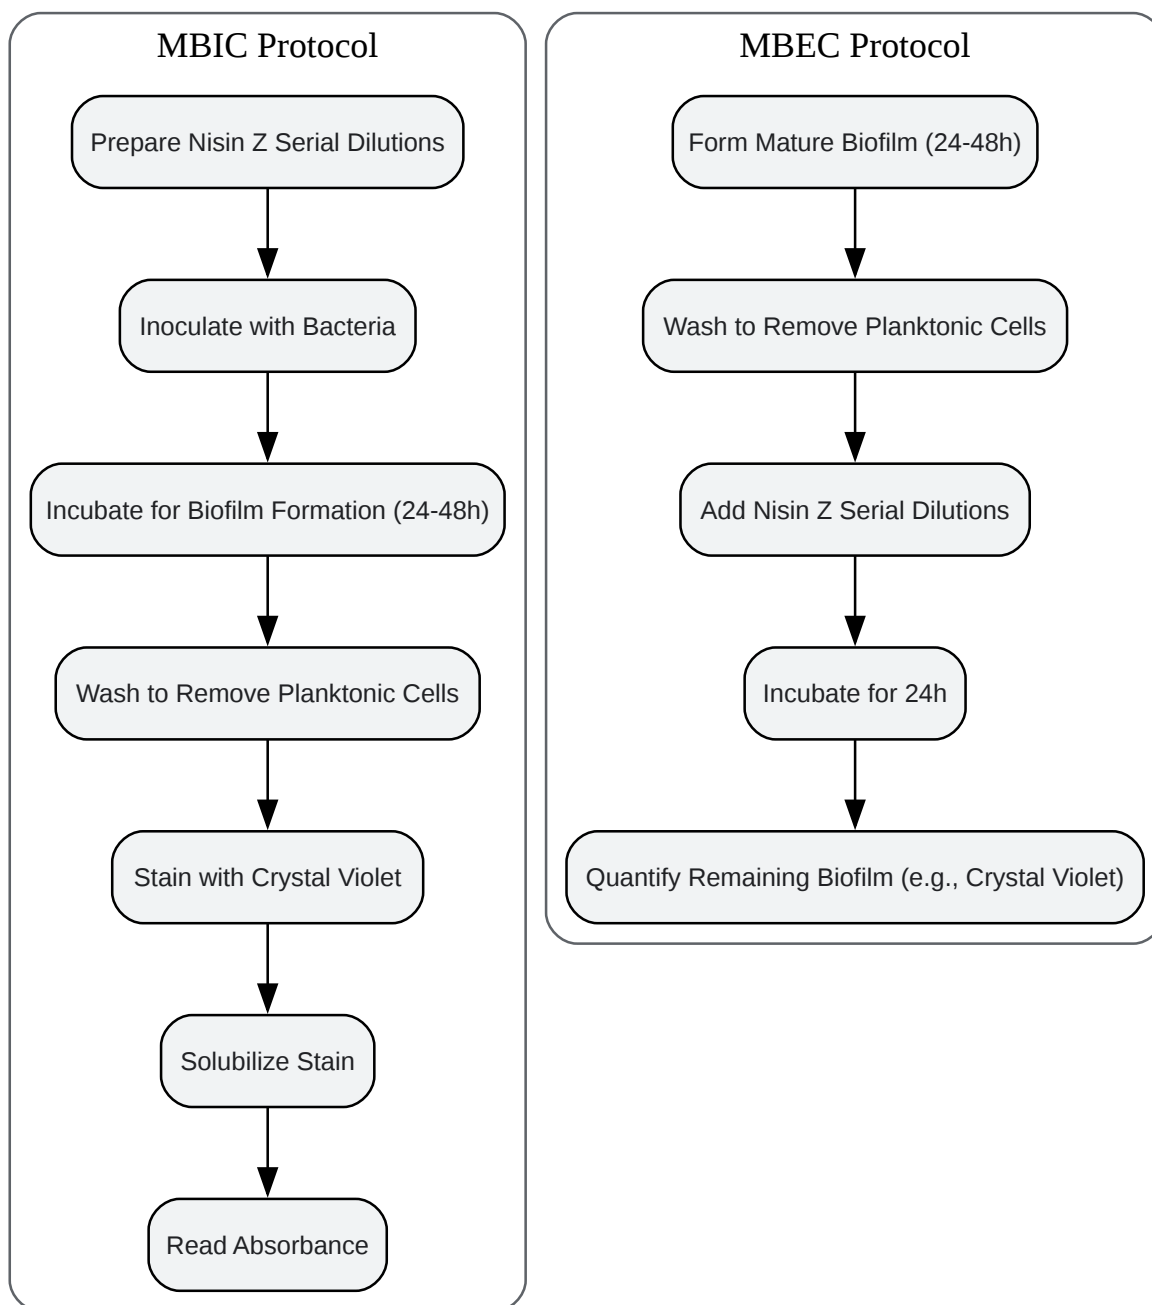 MBIC Protocol
Prepare Nisin Z Serial Dilutions
Inoculate with Bacteria
Incubate for Biofilm Formation (24-48h)
Wash to Remove Planktonic Cells
Stain with Crystal Violet
Solubilize Stain
Read Absorbance
MBEC Protocol
Form Mature Biofilm (24-48h)
Wash to Remove Planktonic Cells
Add Nisin Z Serial Dilutions
Incubate for 24h
Quantify Remaining Biofilm (e.g., Crystal Violet)